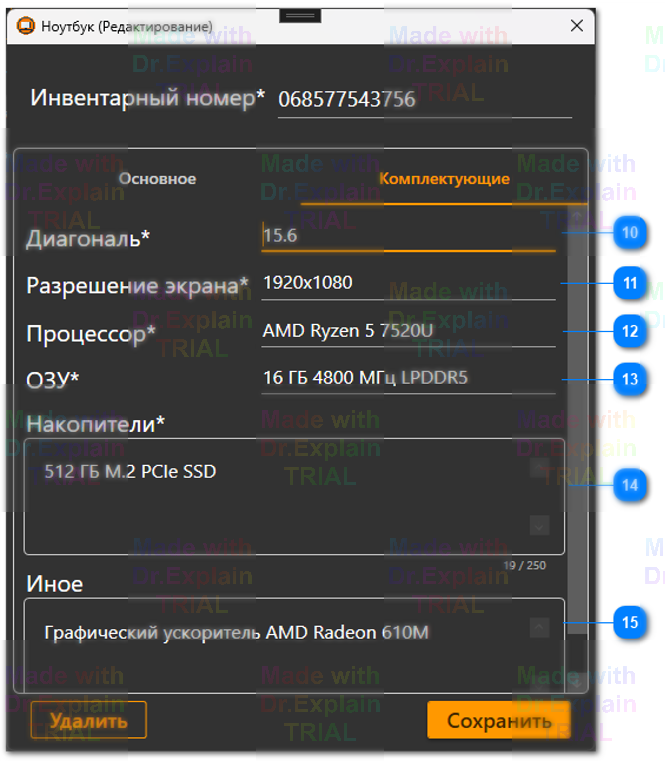 Ноутбук (Редактирование)
Инвентарный номер* 068577543756
Основное Комплектующие
Диагональ* 15.6 10
Разрешение экрана* 1920x1080 11
Процессор* AMD Ryzen 5 7520U 12
ОЗУ* 16 ГБ 4800 МГц LPDDR5 13
Накопители*
512 ГБ M.2 PCIe SSD 14
19 / 250
Иное
Графический ускоритель AMD Radeon 610M 15
Удалить Сохранить
Made with
Dr.Explain
TRIAL